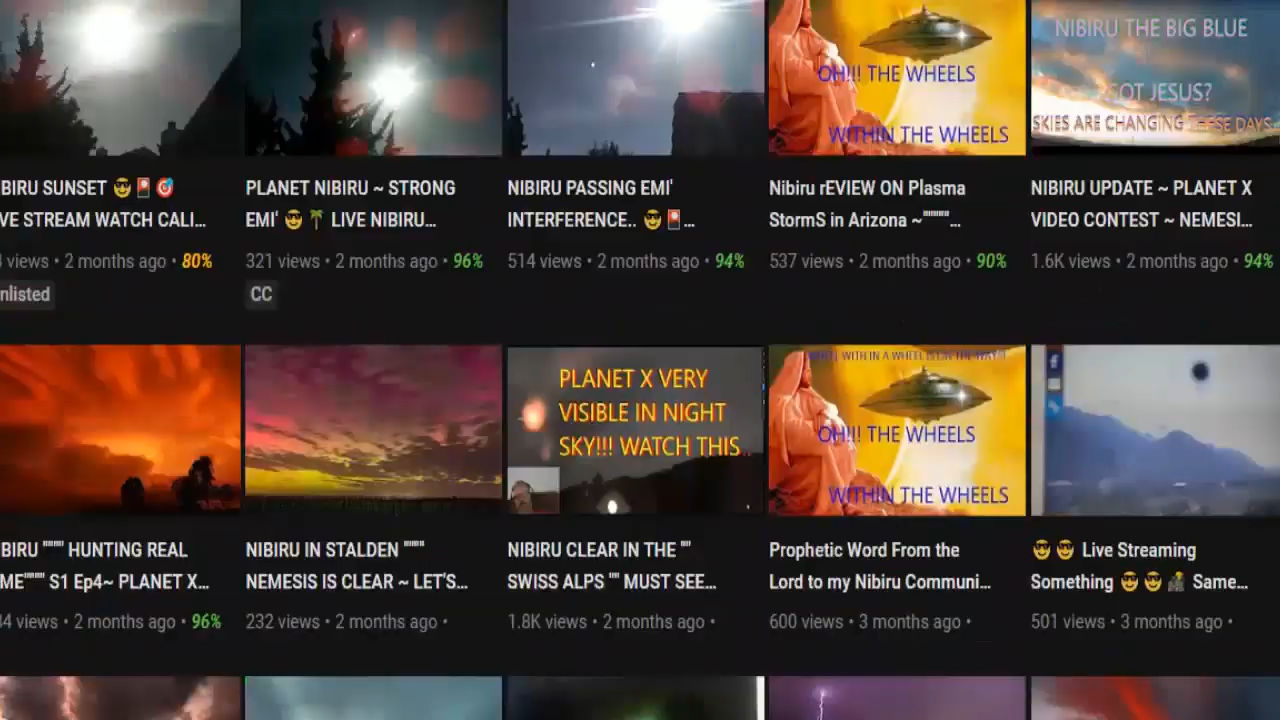 OH!!! THE WHEELS
WITHIN THE WHEELS
NIBIRU THE BIG BLUE
GOT JESUS?
SKIES ARE CHANGING THESE DAYS
BIRU SUNSET 😎🎴🎯
VE STREAM WATCH CALI...
views • 2 months ago • 80%
nlisted
PLANET NIBIRU ~ STRONG
EMI' 😎🌴 LIVE NIBIRU...
321 views • 2 months ago • 96%
CC
NIBIRU PASSING EMI'
INTERFERENCE.. 😎🎴...
514 views • 2 months ago • 94%
Nibiru rEVIEW ON Plasma
StormS in Arizona ~""""" ...
537 views • 2 months ago • 90%
NIBIRU UPDATE ~ PLANET X
VIDEO CONTEST ~ NEMESI...
1.6K views • 2 months ago • 94%
PLANET X VERY
VISIBLE IN NIGHT
SKY!!! WATCH THIS..
WITH IN A WHEEL
OH!!! THE WHEELS
WITHIN THE WHEELS
BIRU """" HUNTING REAL
ME"""" S1 Ep4~ PLANET X...
4 views • 2 months ago • 96%
NIBIRU IN STALDEN """"
NEMESIS IS CLEAR ~ LET'S...
232 views • 2 months ago •
NIBIRU CLEAR IN THE ""
SWISS ALPS "" MUST SEE...
1.8K views • 2 months ago •
Prophetic Word From the
Lord to my Nibiru Communi...
600 views • 3 months ago •
😎😎 Live Streaming
Something 😎😎 Same...
501 views • 3 months ago •